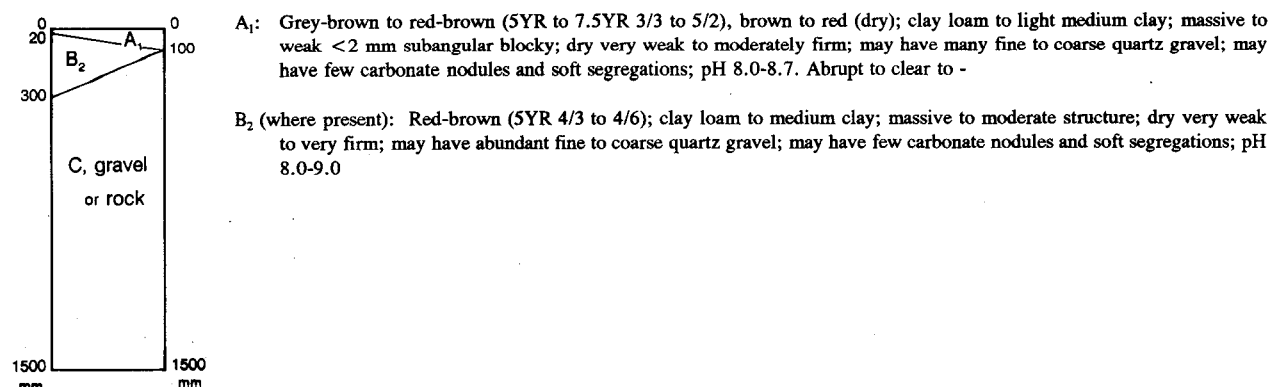 0
20
B₂
300
C, gravel
or rock
1500
mm
0
A₁
100
1500
mm
A₁: Grey-brown to red-brown (5YR to 7.5YR 3/3 to 5/2), brown to red (dry); clay loam to light medium clay; massive to
weak <2 mm subangular blocky; dry very weak to moderately firm; may have many fine to coarse quartz gravel; may
have few carbonate nodules and soft segregations; pH 8.0-8.7. Abrupt to clear to -
B₂ (where present): Red-brown (5YR 4/3 to 4/6); clay loam to medium clay; massive to moderate structure; dry very weak
to very firm; may have abundant fine to coarse quartz gravel; may have few carbonate nodules and soft segregations; pH
8.0-9.0